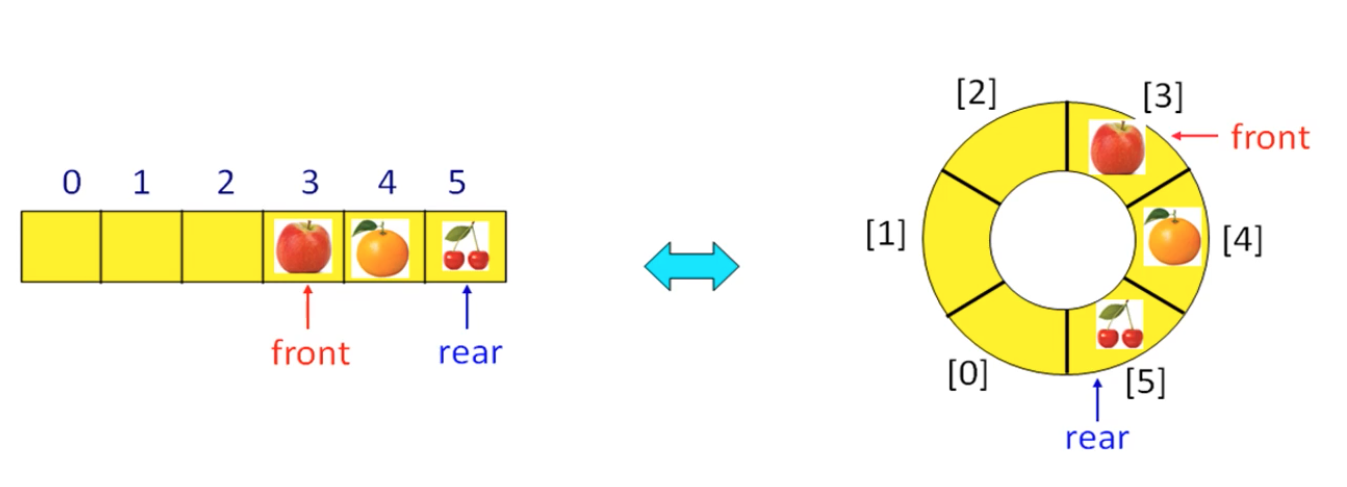 0 1 2 3 4 5
front rear
[2] [3]
front
[1] [4]
[0] [5]
rear